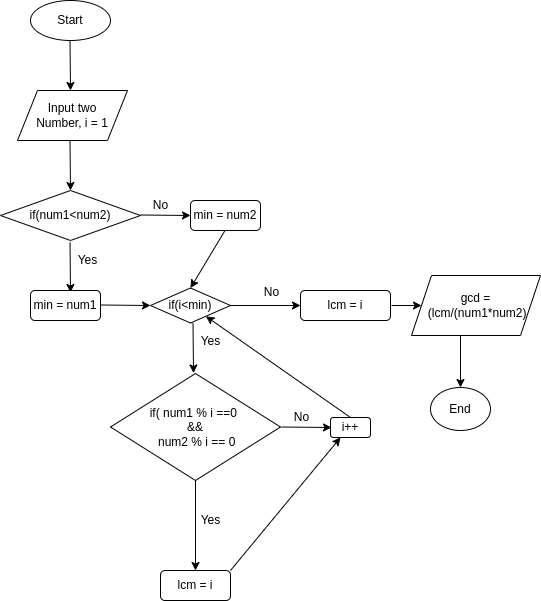 Start
Input two
Number, i = 1
if(num1<num2)
No
min = num2
Yes
min = num1
if(i<min)
No
lcm = i
gcd =
(lcm/(num1*num2)
Yes
if( num1 % i ==0
&&
num2 % i == 0
No
i++
End
Yes
lcm = i